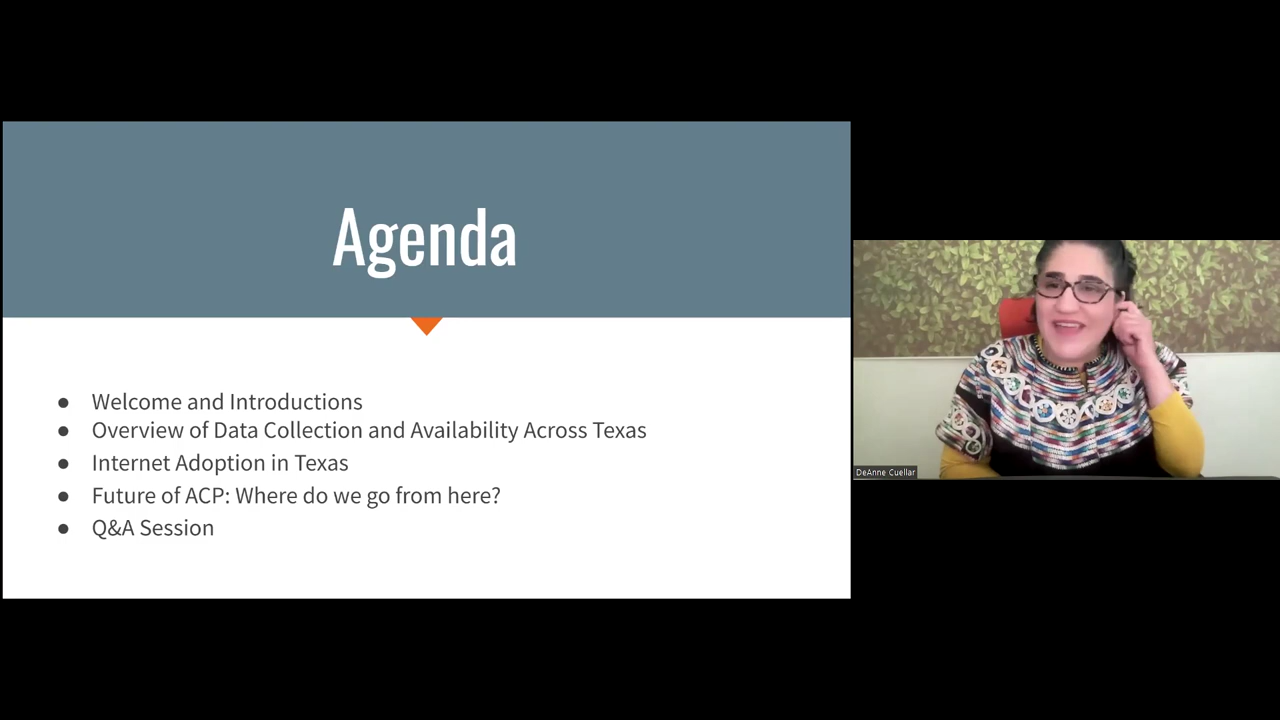 Agenda
● Welcome and Introductions
● Overview of Data Collection and Availability Across Texas
● Internet Adoption in Texas
● Future of ACP: Where do we go from here?
● Q&A Session
DeAnne Cuellar